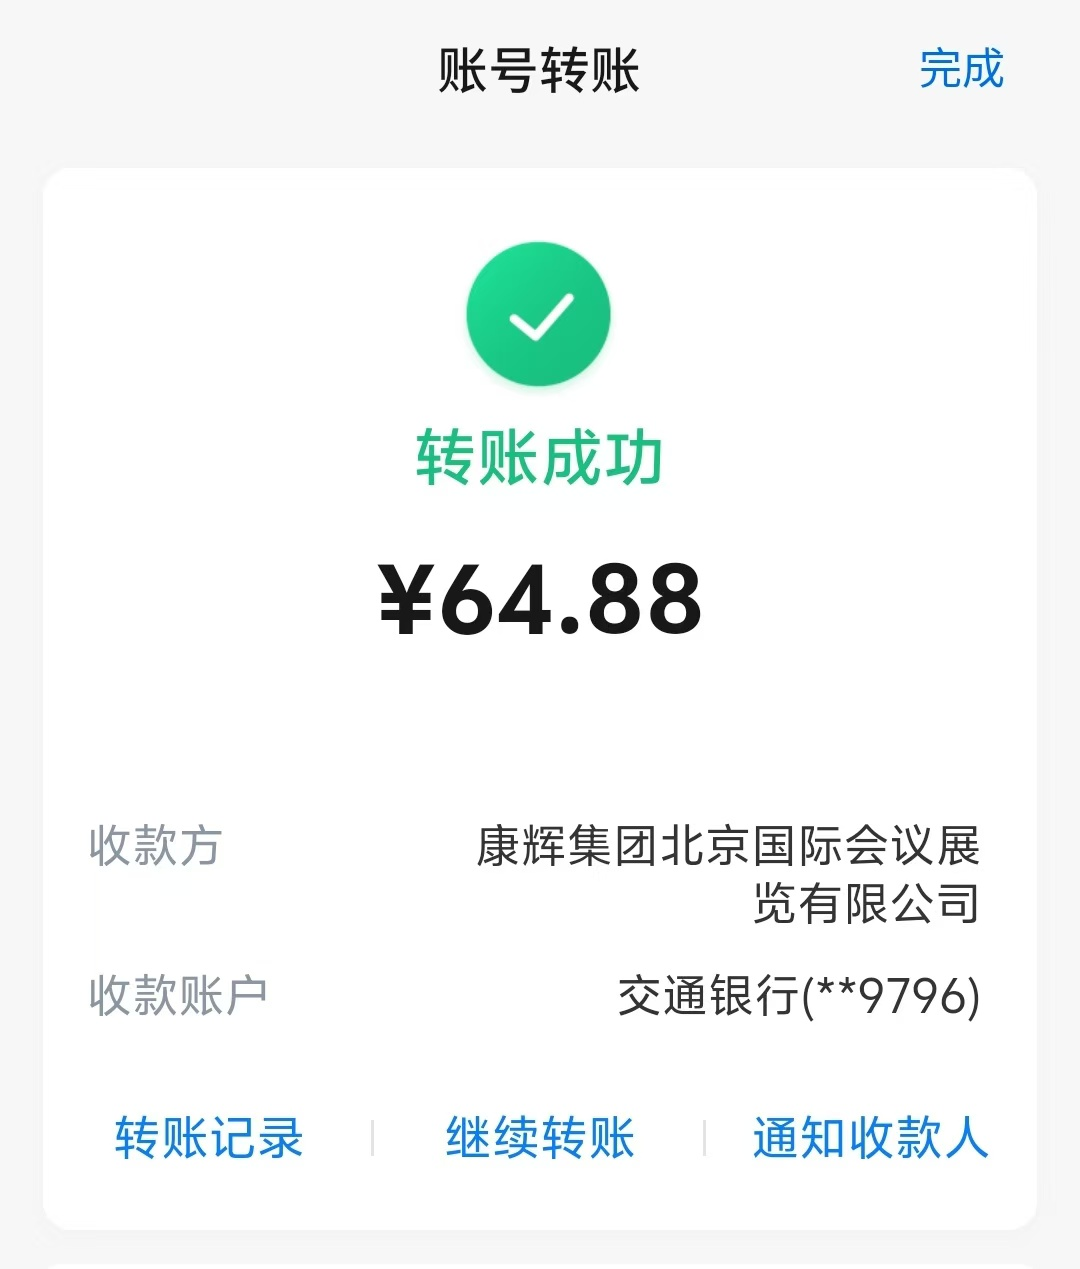 账号转账
完成
转账成功
¥64.88
收款方
康辉集团北京国际会议展
览有限公司
收款账户
交通银行(**9796)
转账记录
继续转账
通知收款人